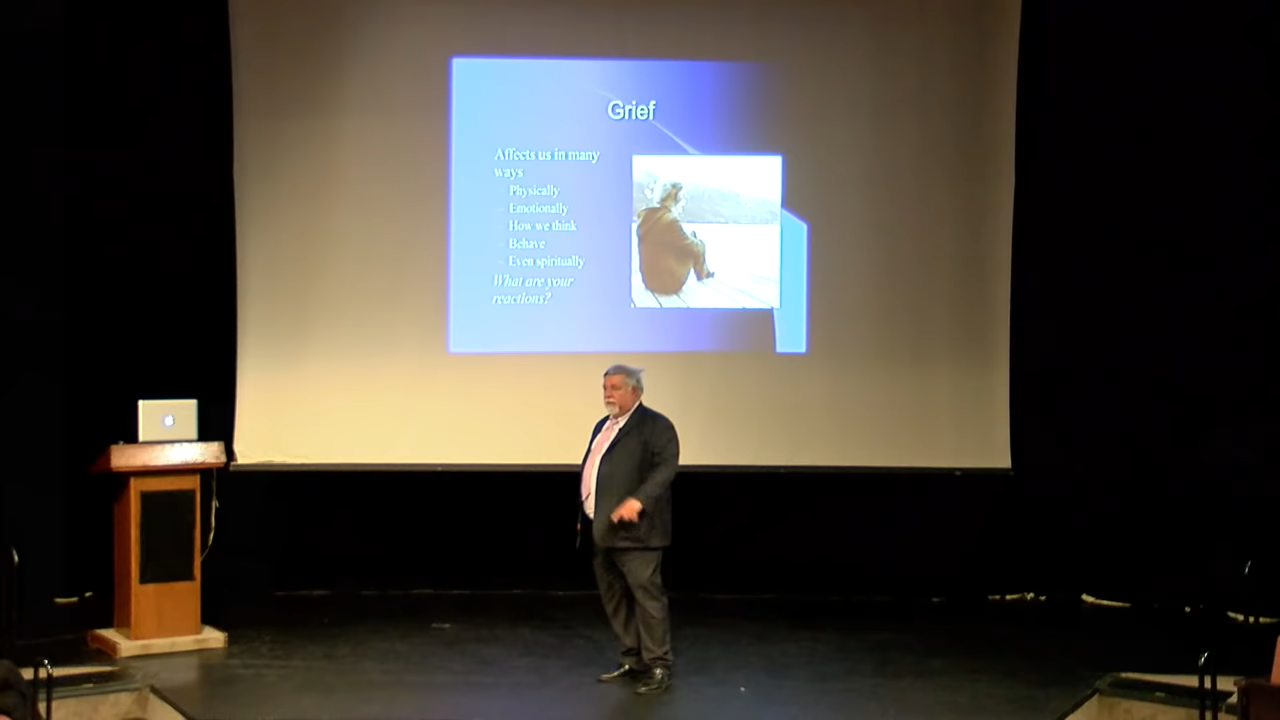 Grief
Affects us in many
ways
– Physically
– Emotionally
– How we think
– Behave
– Even spiritually
What are your
reactions?